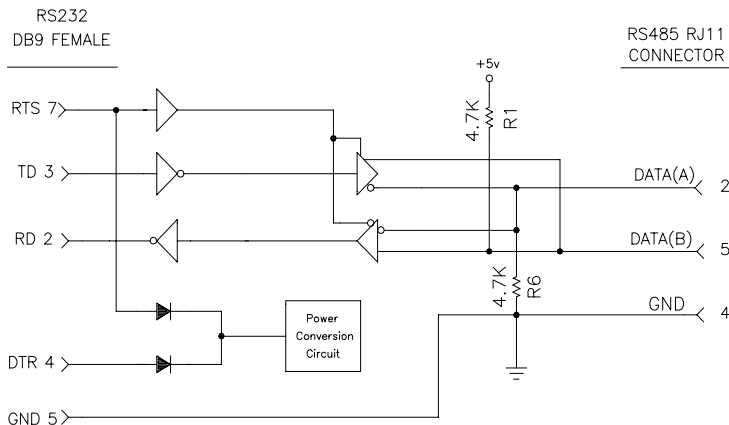 RS232
DB9 FEMALE
RS485 RJ11
CONNECTOR
+5v
RTS 7
4.7K
R1
TD 3
DATA(A) 2
RD 2
DATA(B) 5
4.7K
R6
GND 4
Power
Conversion
Circuit
DTR 4
GND 5